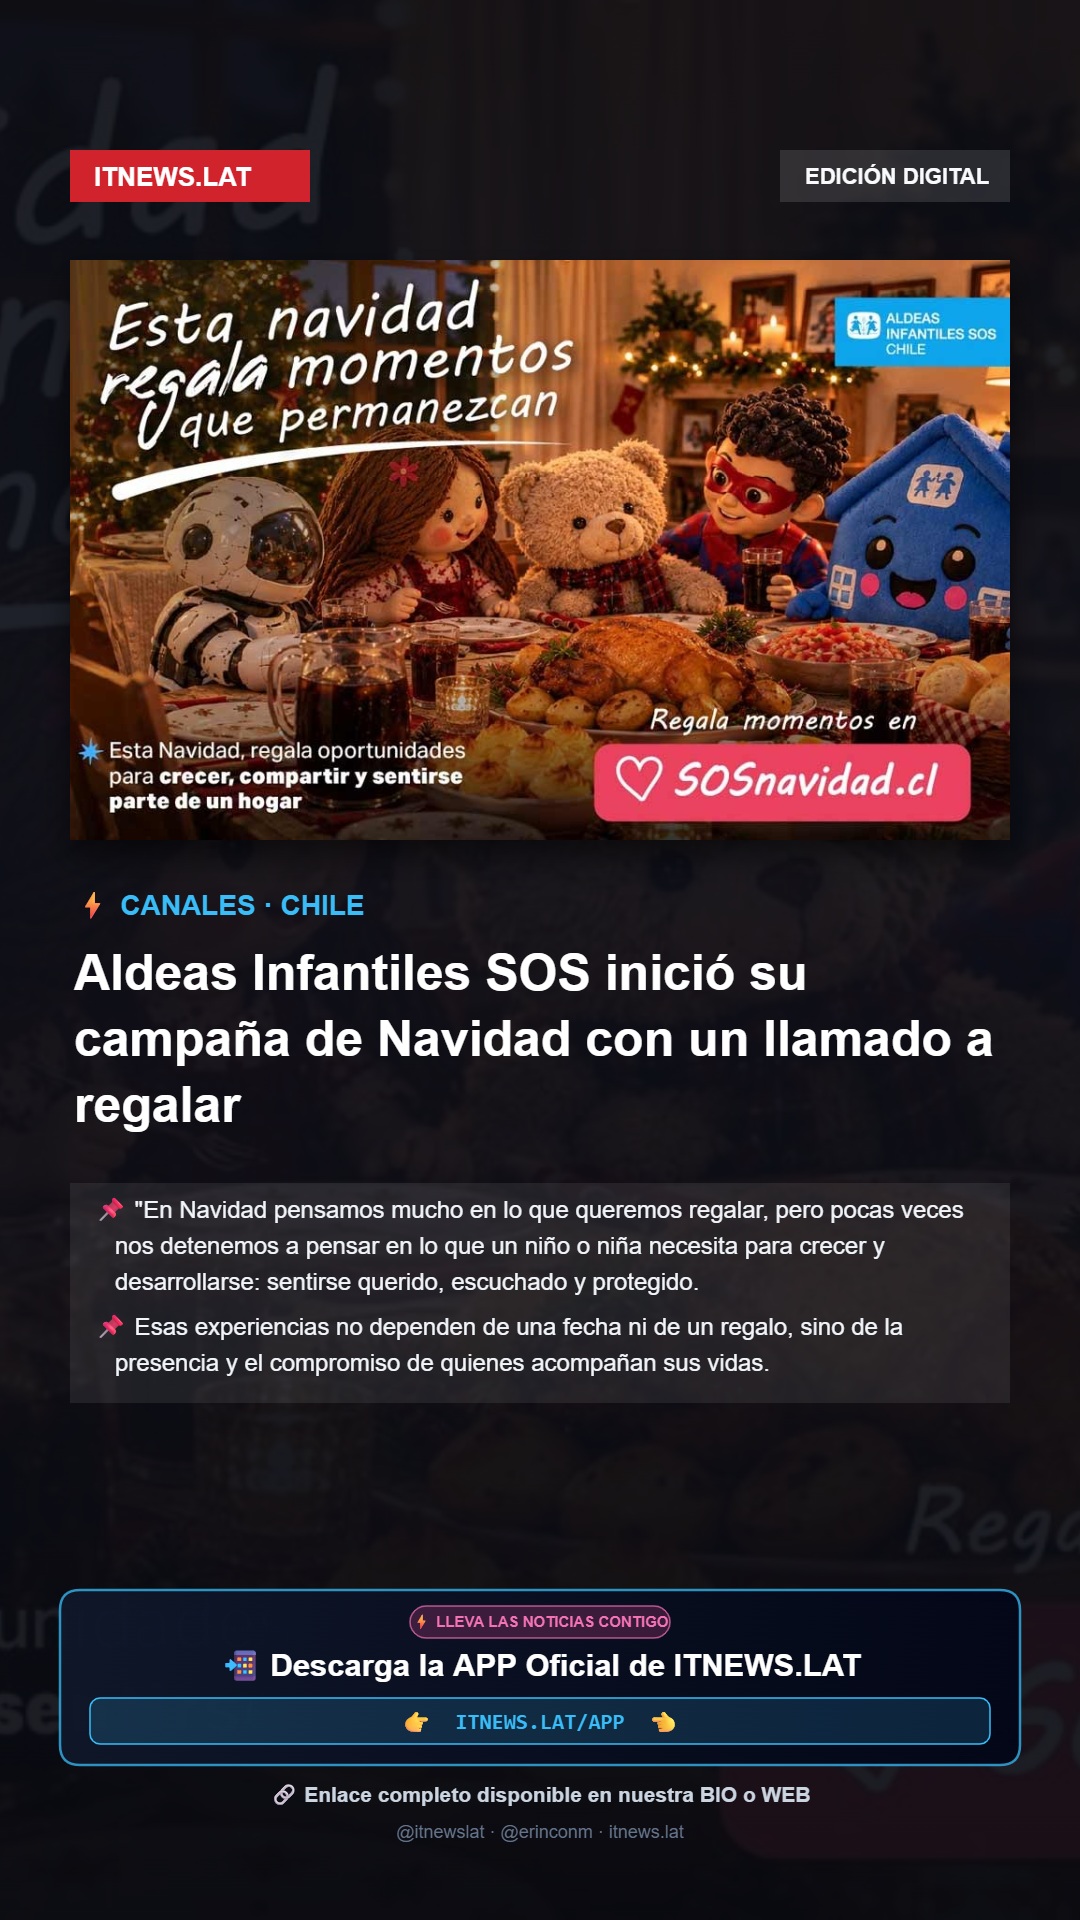 ITNEWS.LAT
EDICIÓN DIGITAL
Esta navidad
regala momentos
que permanezcan
ALDEAS
INFANTILES SOS
CHILE
Esta Navidad, regala oportunidades
para crecer, compartir y sentirse
parte de un hogar
Regala momentos en
SOSnavidad.cl
CANALES · CHILE
Aldeas Infantiles SOS inició su
campaña de Navidad con un llamado a
regalar
"En Navidad pensamos mucho en lo que queremos regalar, pero pocas veces
nos detenemos a pensar en lo que un niño o niña necesita para crecer y
desarrollarse: sentirse querido, escuchado y protegido.
Esas experiencias no dependen de una fecha ni de un regalo, sino de la
presencia y el compromiso de quienes acompañan sus vidas.
LLEVA LAS NOTICIAS CONTIGO
Descarga la APP Oficial de ITNEWS.LAT
ITNEWS.LAT/APP
Enlace completo disponible en nuestra BIO o WEB
@itnewslat · @erinconm · itnews.lat